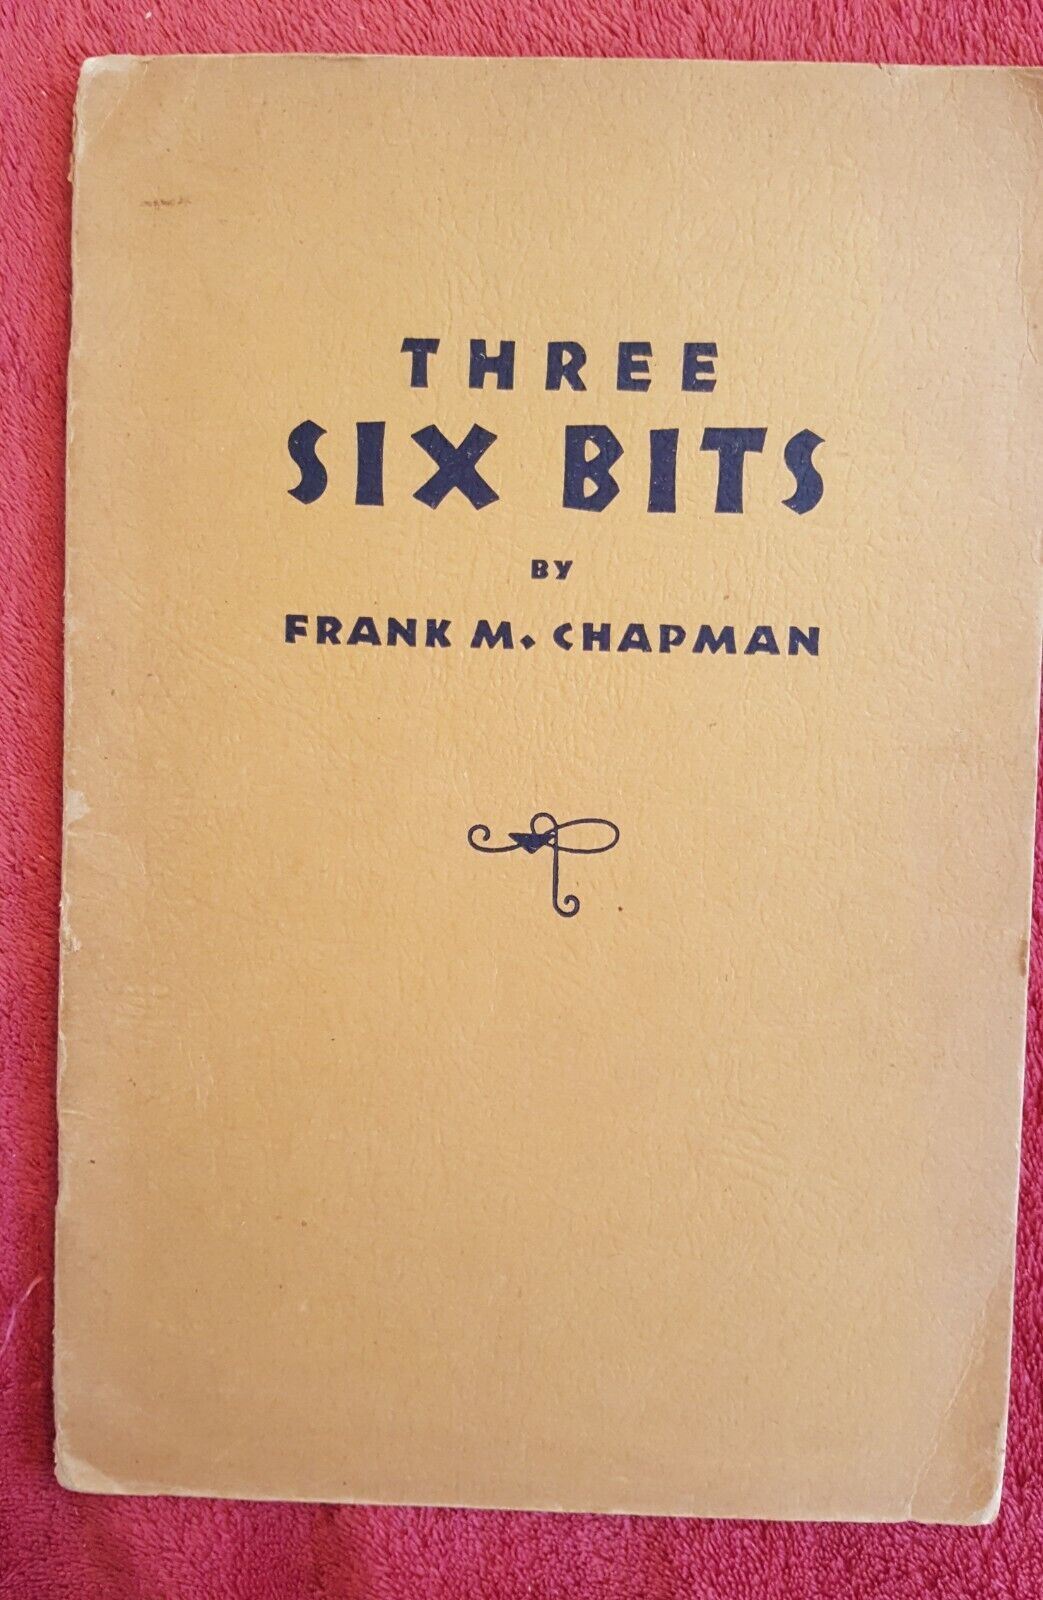 THREE
SIX BITS
BY
FRANK M. CHAPMAN